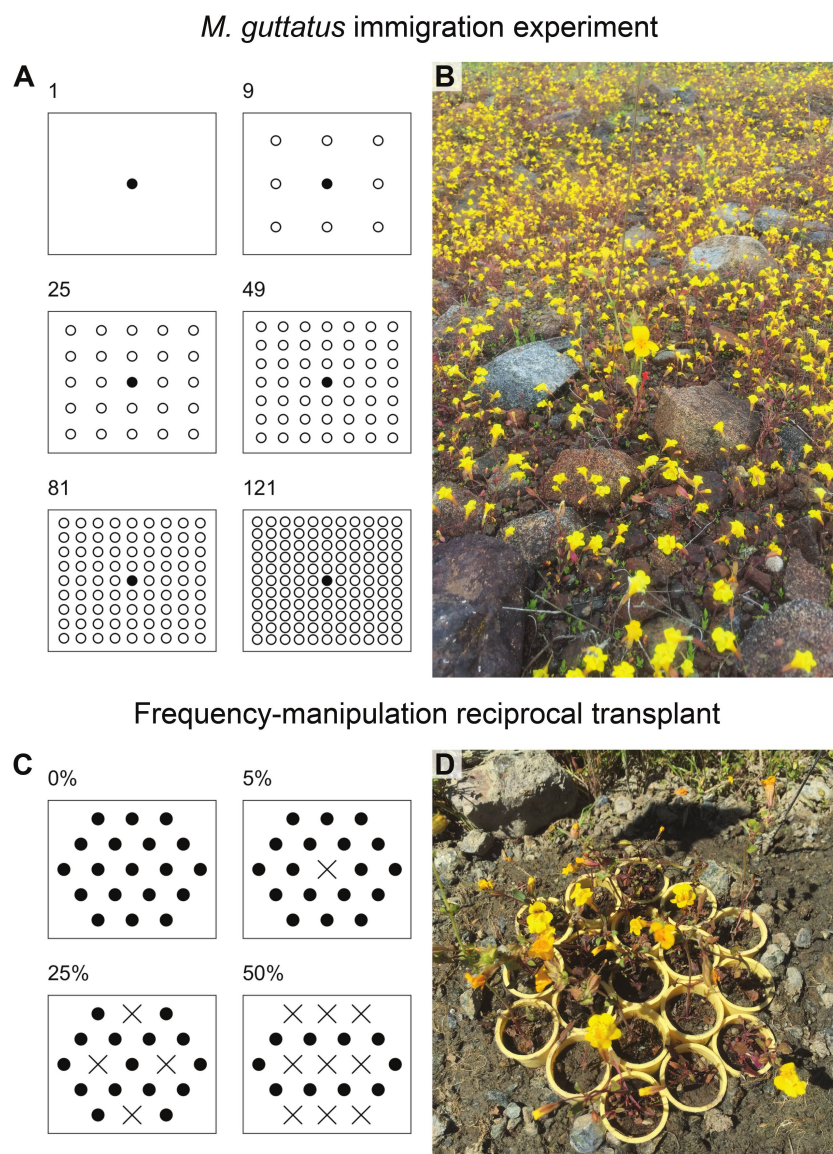 M. guttatus immigration experiment
A
B
1
9
25
49
81
121
Frequency-manipulation reciprocal transplant
C
D
0%
5%
25%
50%